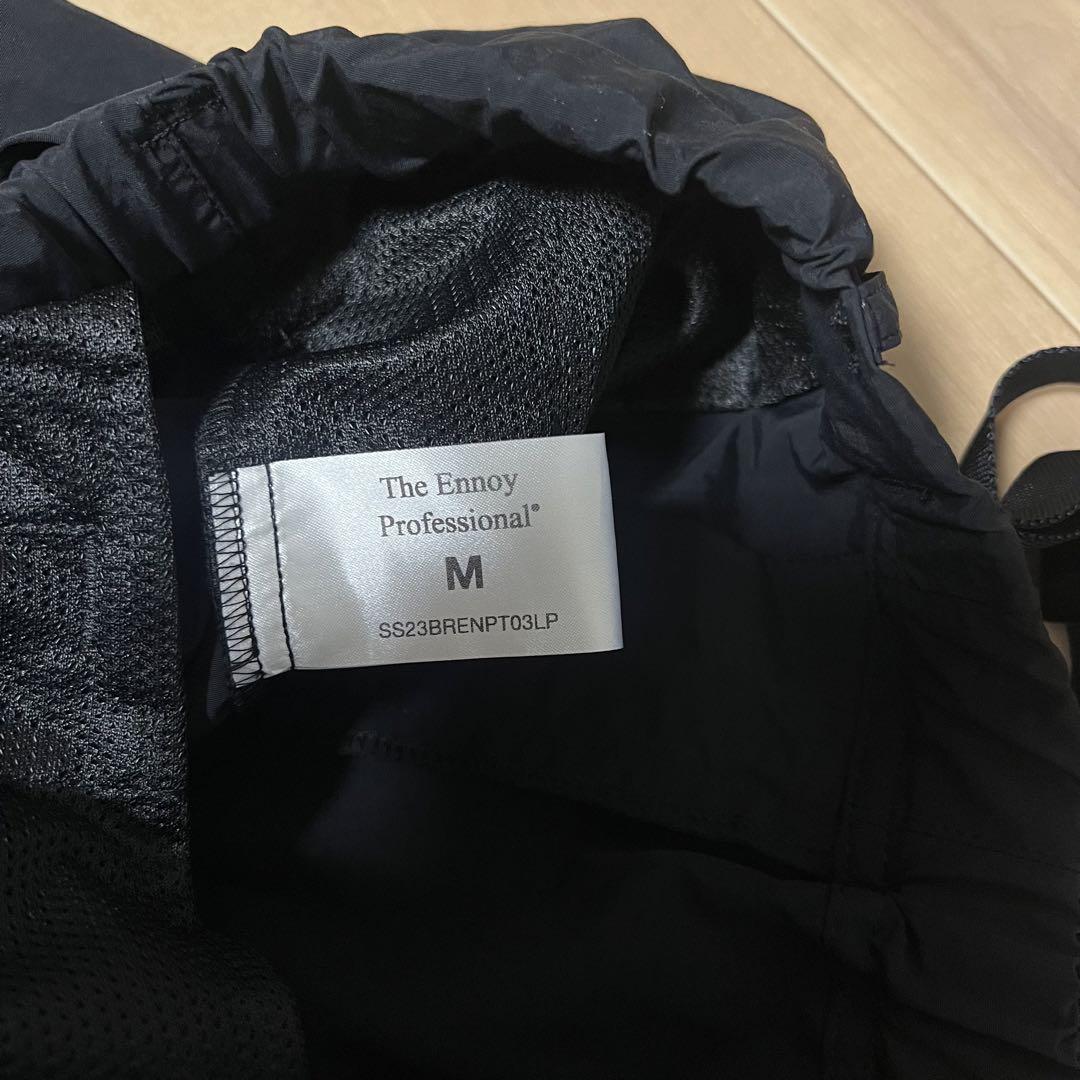 The Ennoy
Professional®
M
SS23BRENPT03LP